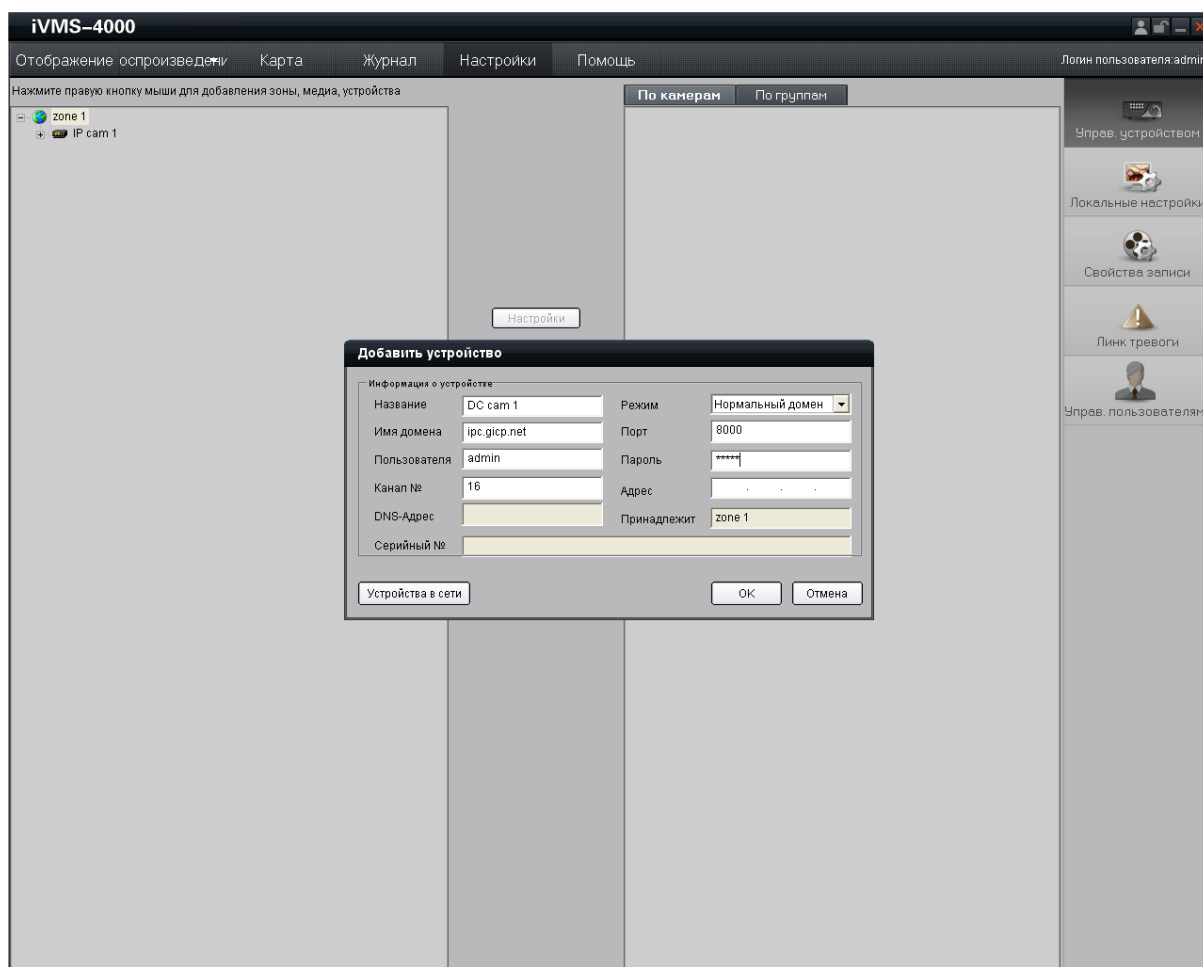 iVMS–4000
Отображение оспроизведени Карта Журнал Настройки Помощь Логин пользователя:admin
Нажмите правую кнопку мыши для добавления зоны, медиа, устройства
По камерам По группам
zone 1
IP cam 1
Управ. устройством
Локальные настройки
Свойства записи
Линк тревоги
Управ. пользователям
Настройки
Добавить устройство
Информация о устройстве
Название DC cam 1 Режим Нормальный домен
Имя домена ipc.gicp.net Порт 8000
Пользователя admin Пароль *****
Канал № 16 Адрес . . .
DNS-Адрес Принадлежит zone 1
Серийный №
Устройства в сети OK Отмена